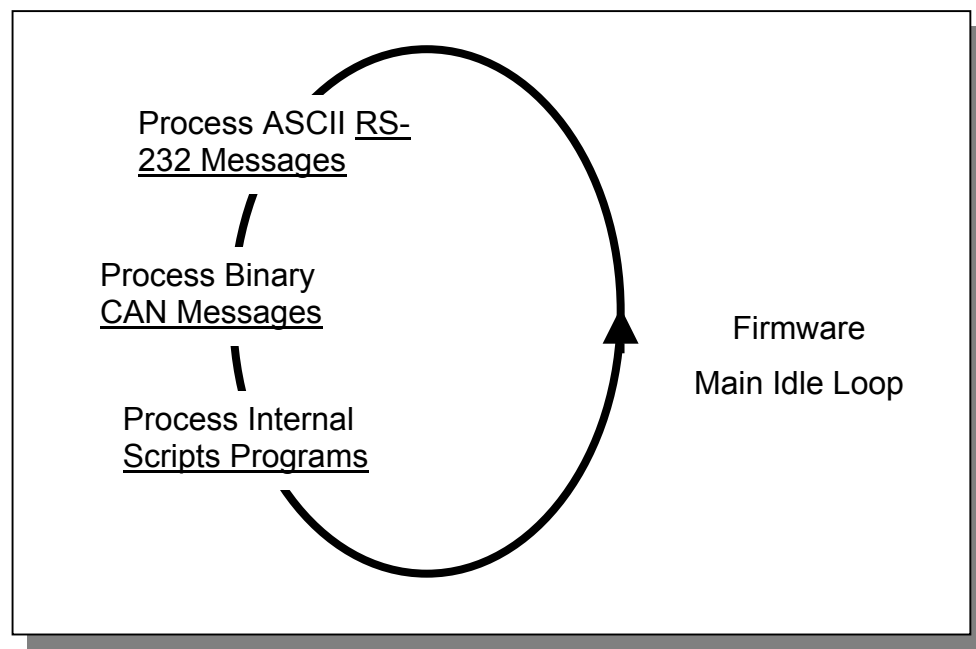 Process ASCII RS-
232 Messages
Process Binary
CAN Messages
Process Internal
Scripts Programs
Firmware
Main Idle Loop